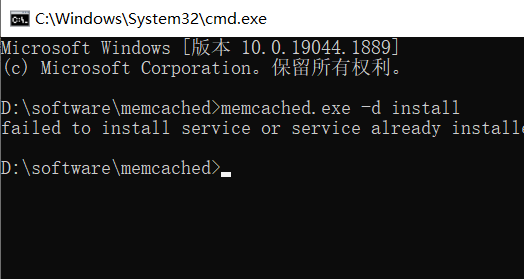 C:\Windows\System32\cmd.exe
Microsoft Windows [版本 10.0.19044.1889]
(c) Microsoft Corporation。保留所有权利。
D:\software\memcached>memcached.exe -d install
failed to install service or service already installe
D:\software\memcached>